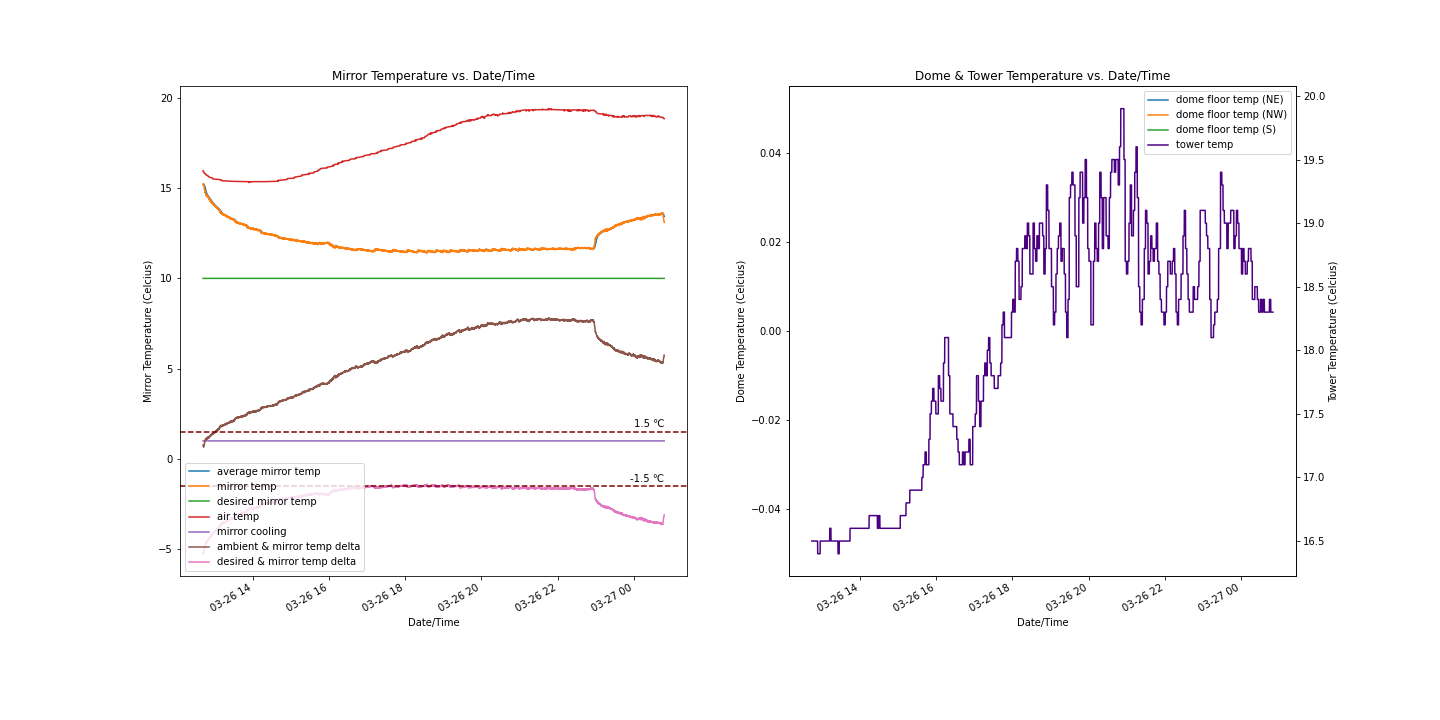 Mirror Temperature vs. Date/Time
Mirror Temperature (Celcius)
20
15
10
5
0
−5
1.5 °C
-1.5 °C
average mirror temp
mirror temp
desired mirror temp
air temp
mirror cooling
ambient & mirror temp delta
desired & mirror temp delta
03-26 14
03-26 16
03-26 18
03-26 20
03-26 22
03-27 00
Date/Time
Dome & Tower Temperature vs. Date/Time
Dome Temperature (Celcius)
0.04
0.02
0.00
−0.02
−0.04
dome floor temp (NE)
dome floor temp (NW)
dome floor temp (S)
tower temp
20.0
19.5
19.0
18.5
18.0
17.5
17.0
16.5
Tower Temperature (Celcius)
03-26 14
03-26 16
03-26 18
03-26 20
03-26 22
03-27 00
Date/Time